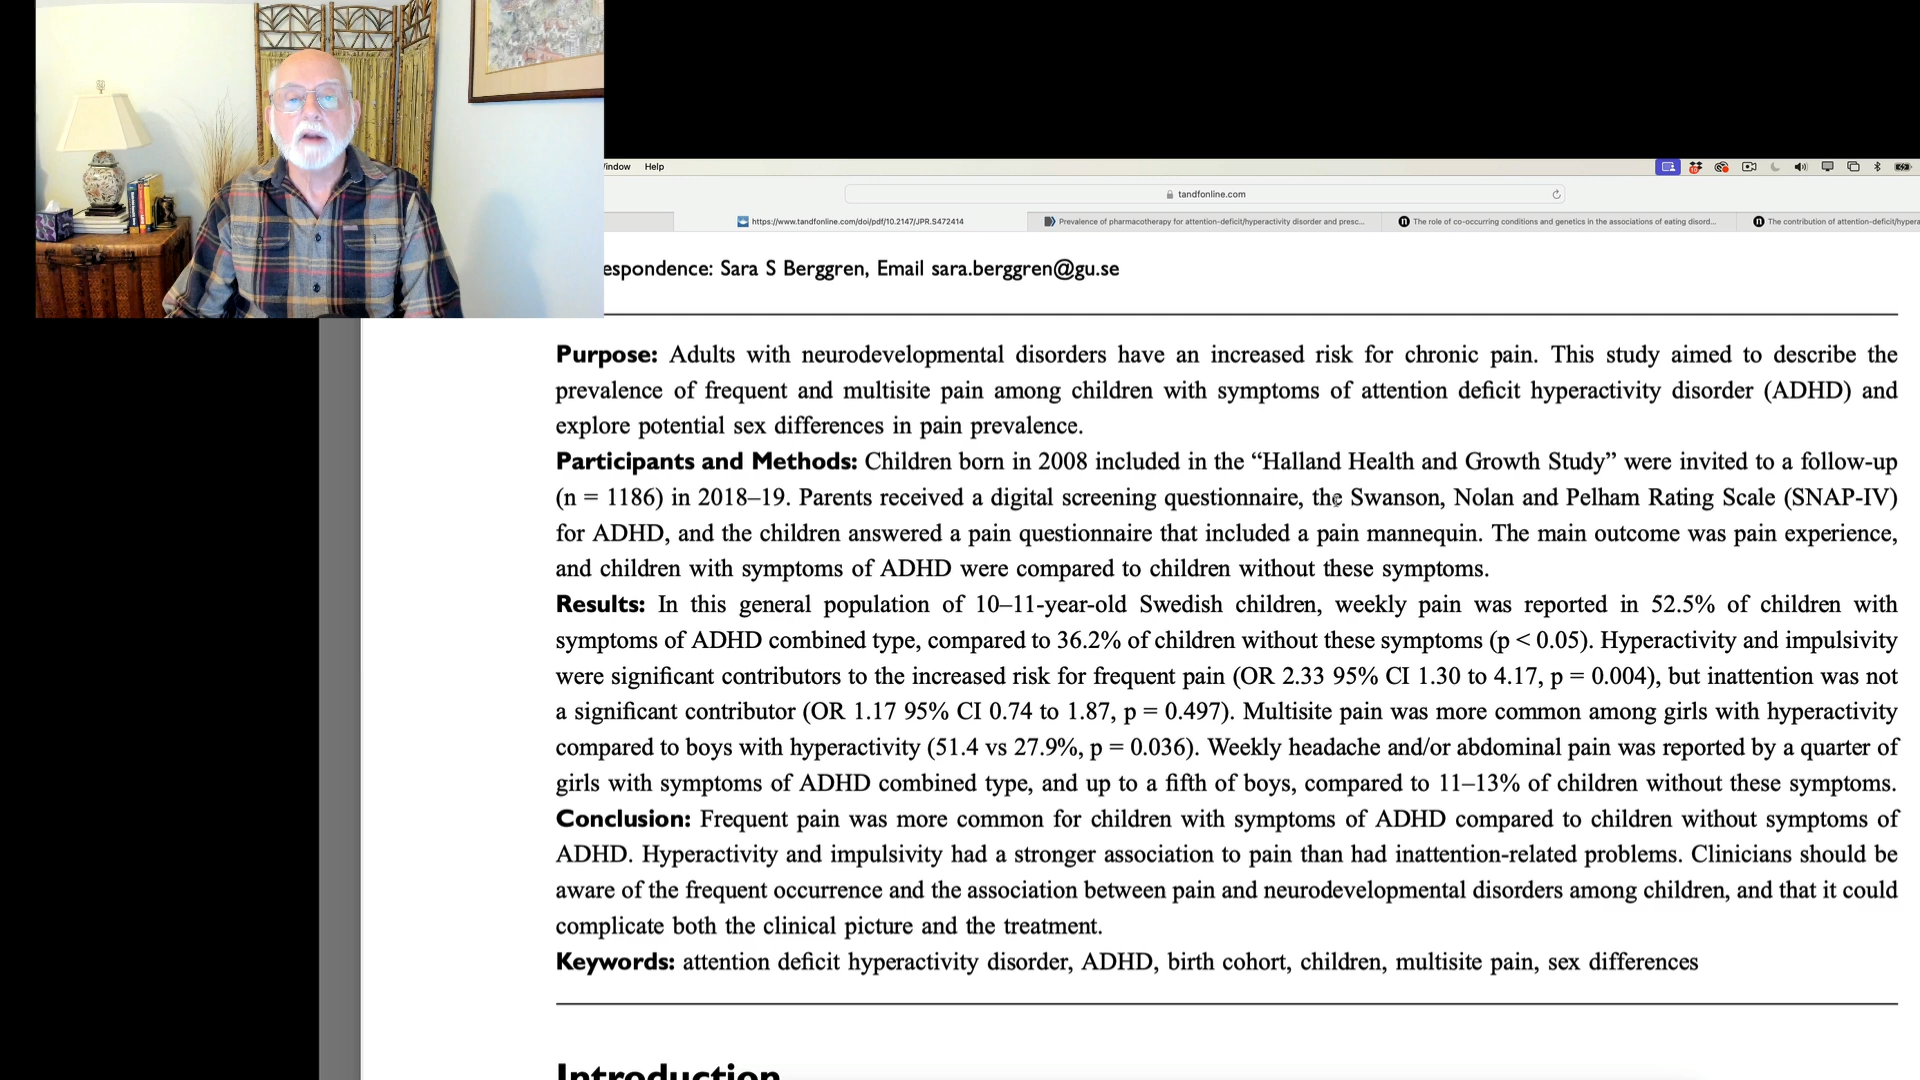 indow Help
tandfonline.com
https://www.tandfonline.com/doi/pdf/10.2147/JPR.S472414
Prevalence of pharmacotherapy for attention-deficit/hyperactivity disorder and presc...
The role of co-occurring conditions and genetics in the associations of eating disord...
The contribution of attention-deficit/hypera
espondence: Sara S Berggren, Email sara.berggren@gu.se
Purpose: Adults with neurodevelopmental disorders have an increased risk for chronic pain. This study aimed to describe the
prevalence of frequent and multisite pain among children with symptoms of attention deficit hyperactivity disorder (ADHD) and
explore potential sex differences in pain prevalence.
Participants and Methods: Children born in 2008 included in the “Halland Health and Growth Study” were invited to a follow-up
(n = 1186) in 2018–19. Parents received a digital screening questionnaire, the Swanson, Nolan and Pelham Rating Scale (SNAP-IV)
for ADHD, and the children answered a pain questionnaire that included a pain mannequin. The main outcome was pain experience,
and children with symptoms of ADHD were compared to children without these symptoms.
Results: In this general population of 10–11-year-old Swedish children, weekly pain was reported in 52.5% of children with
symptoms of ADHD combined type, compared to 36.2% of children without these symptoms (p < 0.05). Hyperactivity and impulsivity
were significant contributors to the increased risk for frequent pain (OR 2.33 95% CI 1.30 to 4.17, p = 0.004), but inattention was not
a significant contributor (OR 1.17 95% CI 0.74 to 1.87, p = 0.497). Multisite pain was more common among girls with hyperactivity
compared to boys with hyperactivity (51.4 vs 27.9%, p = 0.036). Weekly headache and/or abdominal pain was reported by a quarter of
girls with symptoms of ADHD combined type, and up to a fifth of boys, compared to 11–13% of children without these symptoms.
Conclusion: Frequent pain was more common for children with symptoms of ADHD compared to children without symptoms of
ADHD. Hyperactivity and impulsivity had a stronger association to pain than had inattention-related problems. Clinicians should be
aware of the frequent occurrence and the association between pain and neurodevelopmental disorders among children, and that it could
complicate both the clinical picture and the treatment.
Keywords: attention deficit hyperactivity disorder, ADHD, birth cohort, children, multisite pain, sex differences
Introduction